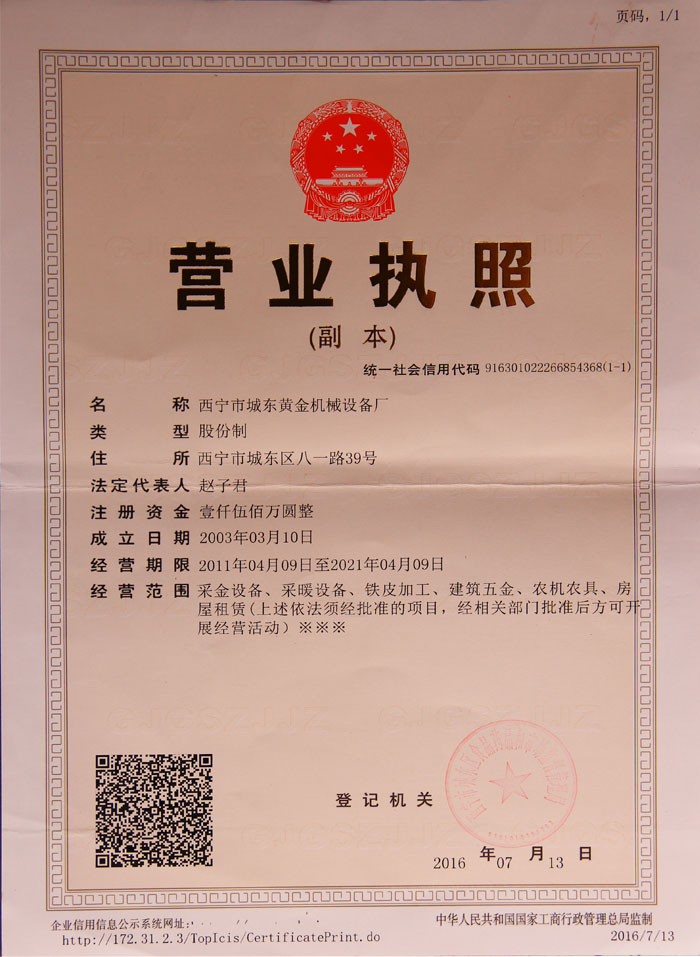 页码，1/1
营业执照
(副 本)
统一社会信用代码 916301022266854368(1-1)
名 称 西宁市城东黄金机械设备厂
类 型 股份制
住 所 西宁市城东区八一路39号
法定代表人 赵子君
注册资金 壹仟伍佰万圆整
成立日期 2003年03月10日
经营期限 2011年04月09日至2021年04月09日
经营范围 采金设备、采暖设备、铁皮加工、建筑五金、农机农具、房
屋租赁(上述依法须经批准的项目，经相关部门批准后方可开
展经营活动）※※※
登记机关
2016 年 07 月 13 日
企业信用信息公示系统网址:
中华人民共和国国家工商行政管理总局监制
http://172.31.2.3/TopIcis/CertificatePrint.do
2016/7/13